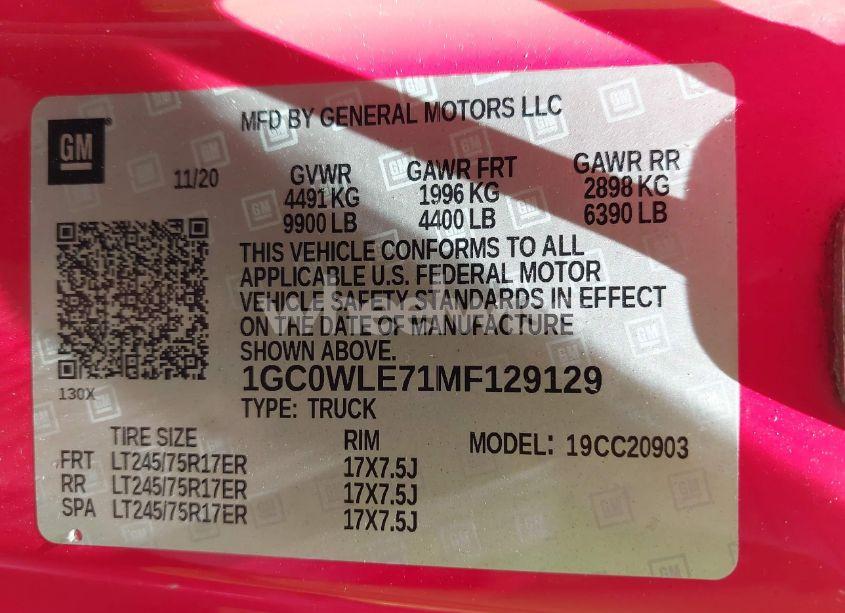 MFD BY GENERAL MOTORS LLC
GM
11/20
GVWR GAWR FRT GAWR RR
4491 KG 1996 KG 2898 KG
9900 LB 4400 LB 6390 LB
THIS VEHICLE CONFORMS TO ALL
APPLICABLE U.S. FEDERAL MOTOR
VEHICLE SAFETY STANDARDS IN EFFECT
ON THE DATE OF MANUFACTURE
SHOWN ABOVE.
1GC0WLE71MF129129
130X
TYPE: TRUCK
TIRE SIZE RIM MODEL: 19CC20903
FRT LT245/75R17ER 17X7.5J
RR LT245/75R17ER 17X7.5J
SPA LT245/75R17ER 17X7.5J